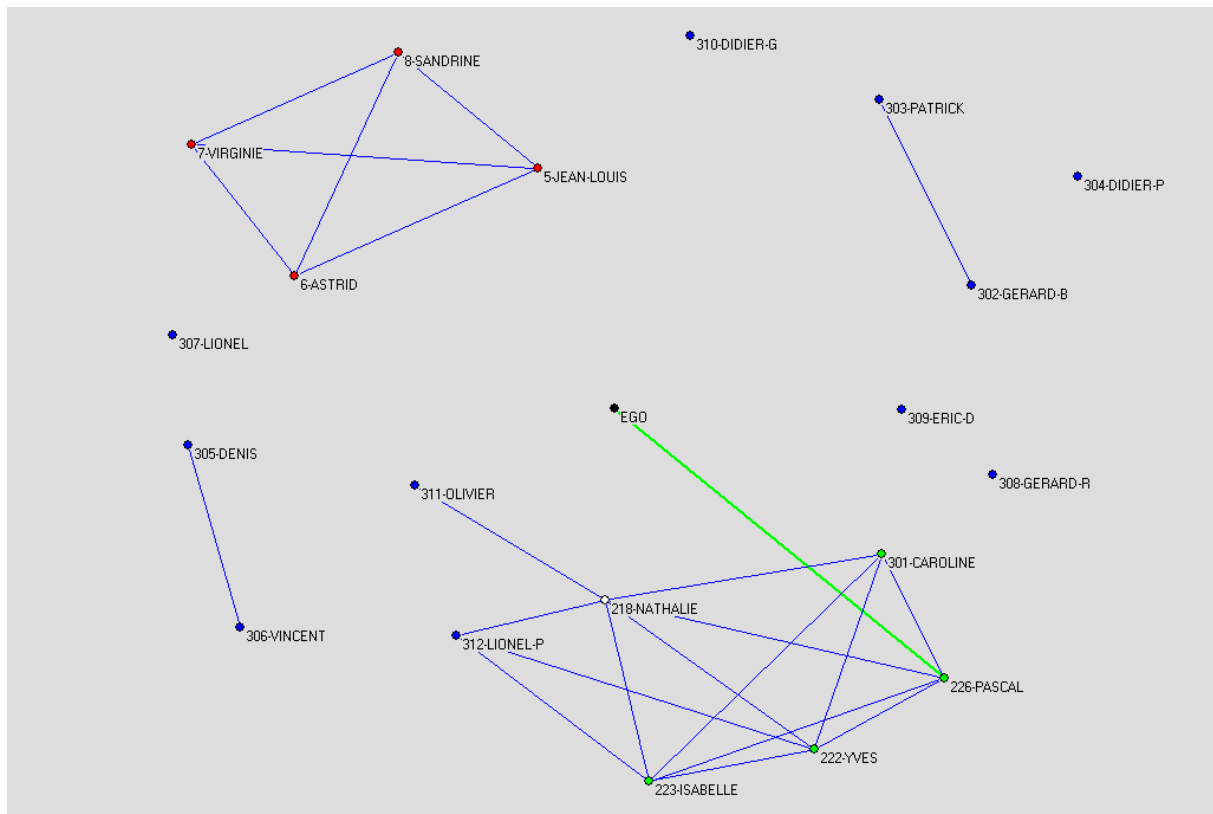 310-DIDIER-G
8-SANDRINE
303-PATRICK
7-VIRGINIE
5-JEAN-LOUIS
304-DIDIER-P
6-ASTRID
302-GERARD-B
307-LIONEL
EGO
309-ERIC-D
305-DENIS
311-OLIVIER
308-GERARD-R
301-CAROLINE
218-NATHALIE
306-VINCENT
312-LIONEL-P
226-PASCAL
222-YVES
223-ISABELLE